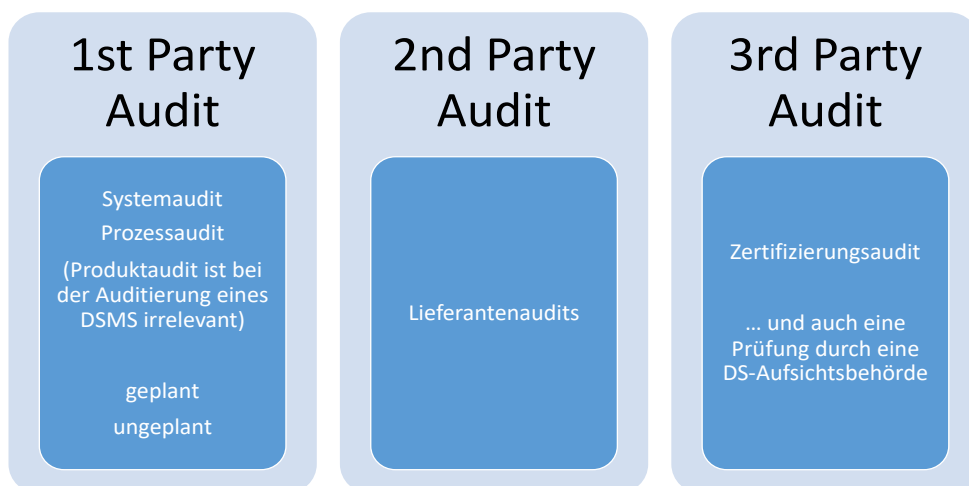 1st Party
Audit
Systemaudit
Prozessaudit
(Produktaudit ist bei
der Auditierung eines
DSMS irrelevant)
geplant
ungeplant
2nd Party
Audit
Lieferantenaudits
3rd Party
Audit
Zertifizierungsaudit
... und auch eine
Prüfung durch eine
DS-Aufsichtsbehörde